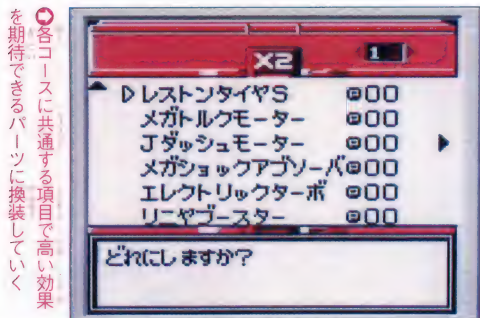 各コースに共通する項目で高い効果
を期待できるパーツに換装していく
X2
1
レストンタイヤS 00
メガトルクモーター 00
Jダッシュモーター 00
メガショックアブソーバ 00
エレクトリックターボ 00
リニヤブースター 00
どれにしますか?